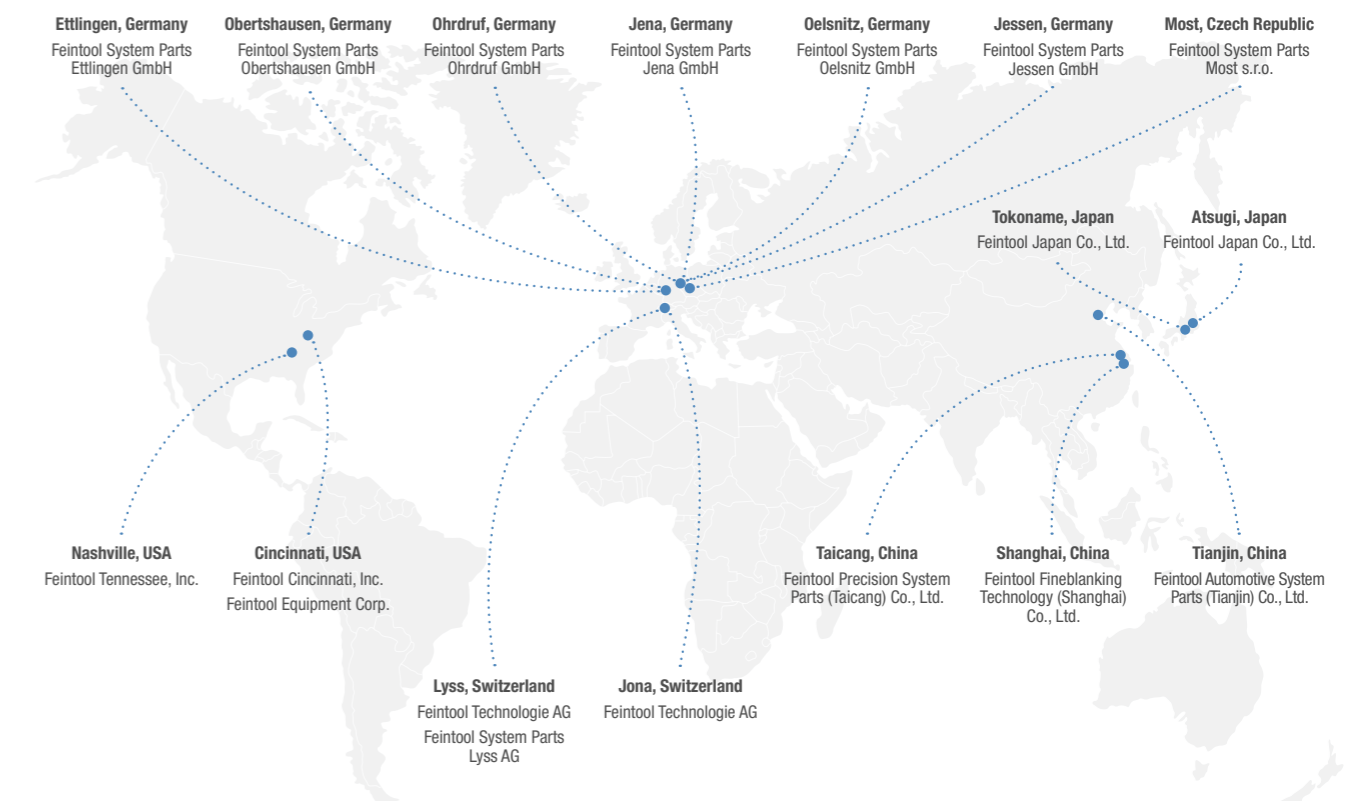 Ettlingen, Germany
Feintool System Parts
Ettlingen GmbH
Obertshausen, Germany
Feintool System Parts
Obertshausen GmbH
Ohrdruf, Germany
Feintool System Parts
Ohrdruf GmbH
Jena, Germany
Feintool System Parts
Jena GmbH
Oelsnitz, Germany
Feintool System Parts
Oelsnitz GmbH
Jessen, Germany
Feintool System Parts
Jessen GmbH
Most, Czech Republic
Feintool System Parts
Most s.r.o.
Tokoname, Japan
Feintool Japan Co., Ltd.
Atsugi, Japan
Feintool Japan Co., Ltd.
Nashville, USA
Feintool Tennessee, Inc.
Cincinnati, USA
Feintool Cincinnati, Inc.
Feintool Equipment Corp.
Taicang, China
Feintool Precision System
Parts (Taicang) Co., Ltd.
Shanghai, China
Feintool Fineblanking
Technology (Shanghai)
Co., Ltd.
Tianjin, China
Feintool Automotive System
Parts (Tianjin) Co., Ltd.
Lyss, Switzerland
Feintool Technologie AG
Feintool System Parts
Lyss AG
Jona, Switzerland
Feintool Technologie AG